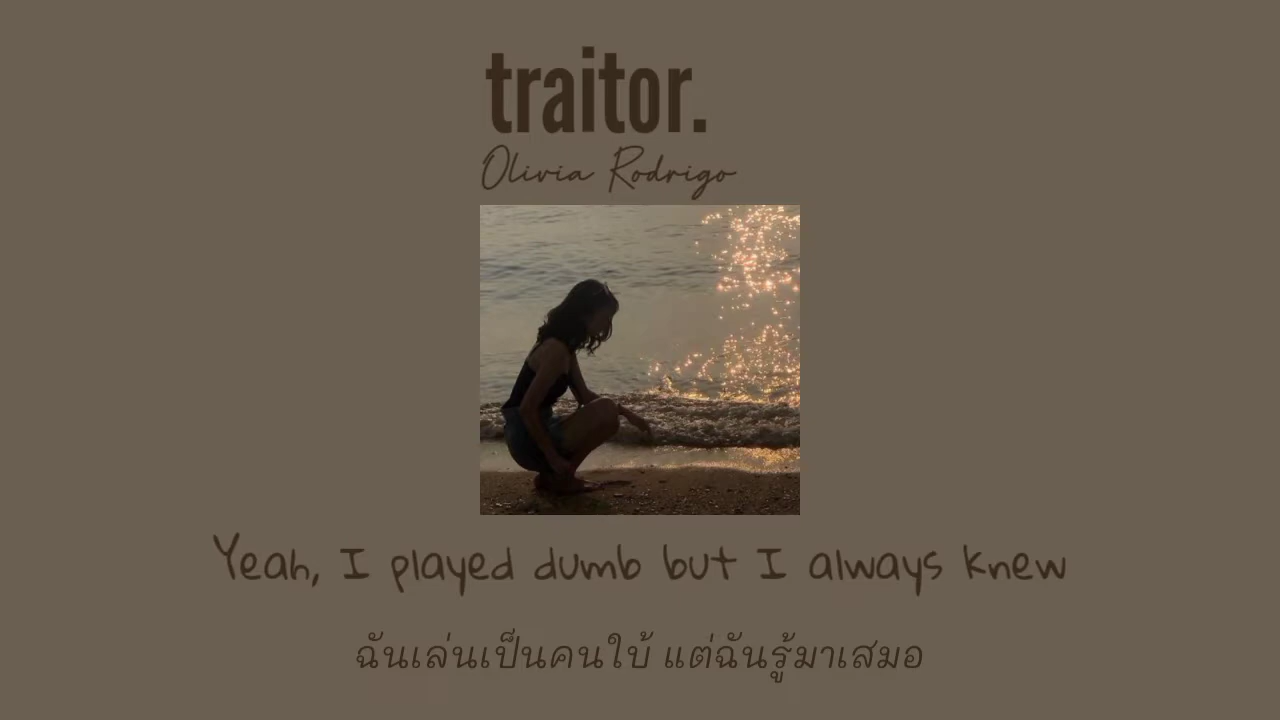 traitor.
Olivia Rodrigo
Yeah, I played dumb but I always knew
ฉันเล่นเป็นคนใบ้ แต่ฉันรู้มาเสมอ